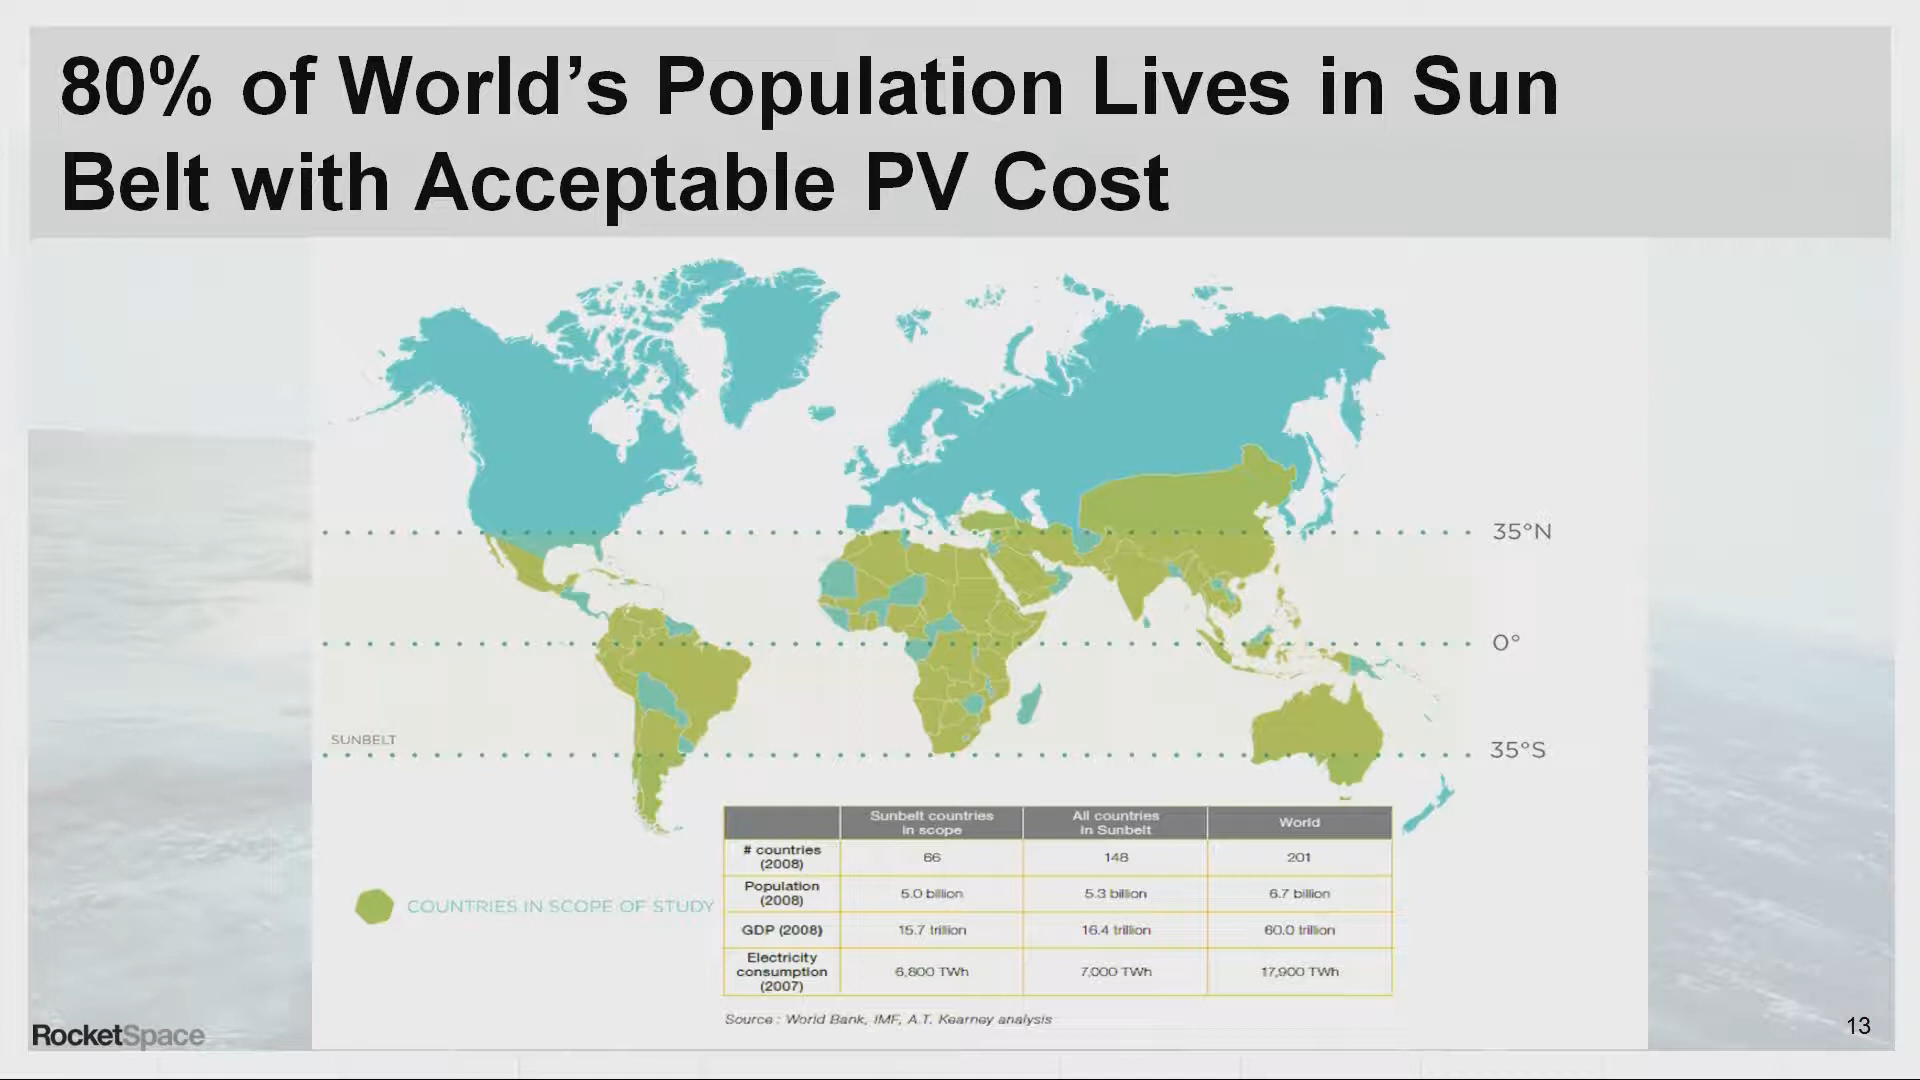 80% of World’s Population Lives in Sun
Belt with Acceptable PV Cost
35°N
0°
SUNBELT
35°S
COUNTRIES IN SCOPE OF STUDY
Sunbelt countries in scope All countries in Sunbelt World
# countries (2008) 66 148 201
Population (2008) 5.0 billion 5.3 billion 6.7 billion
GDP (2008) 15.7 trillion 16.4 trillion 60.0 trillion
Electricity consumption (2007) 6,800 TWh 7,000 TWh 17,900 TWh
Source : World Bank, IMF, A.T. Kearney analysis
RocketSpace
13